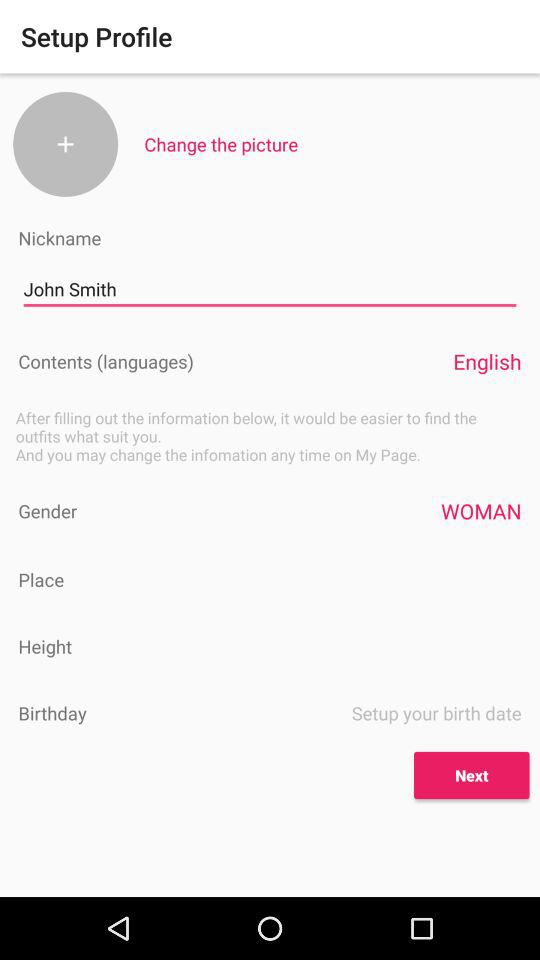 Setup Profile
+
Change the picture
Nickname
John Smith
Contents (languages) English
After filling out the information below, it would be easier to find the
outfits what suit you.
And you may change the infomation any time on My Page.
Gender WOMAN
Place
Height
Birthday Setup your birth date
Next